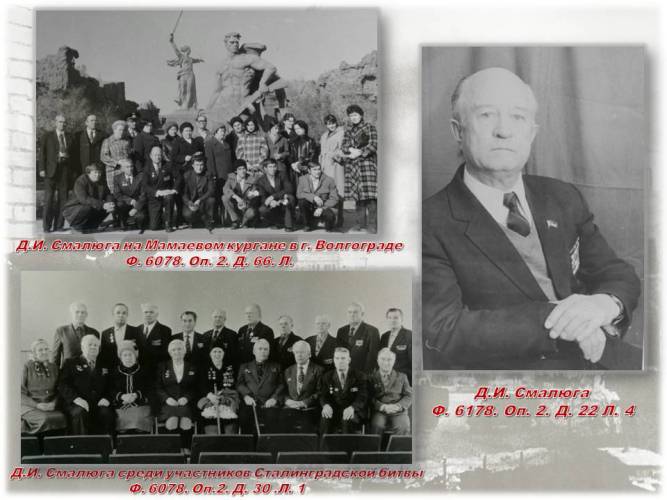 Д.И. Смалюга на Мамаевом кургане в г. Волгограде
Ф. 6078. Оп. 2. Д. 66. Л.
Д.И. Смалюга
Ф. 6178. Оп. 2. Д. 22 Л. 4
Д.И. Смалюга среди участников Сталинградской битвы
Ф. 6078. Оп.2. Д. 30 .Л. 1